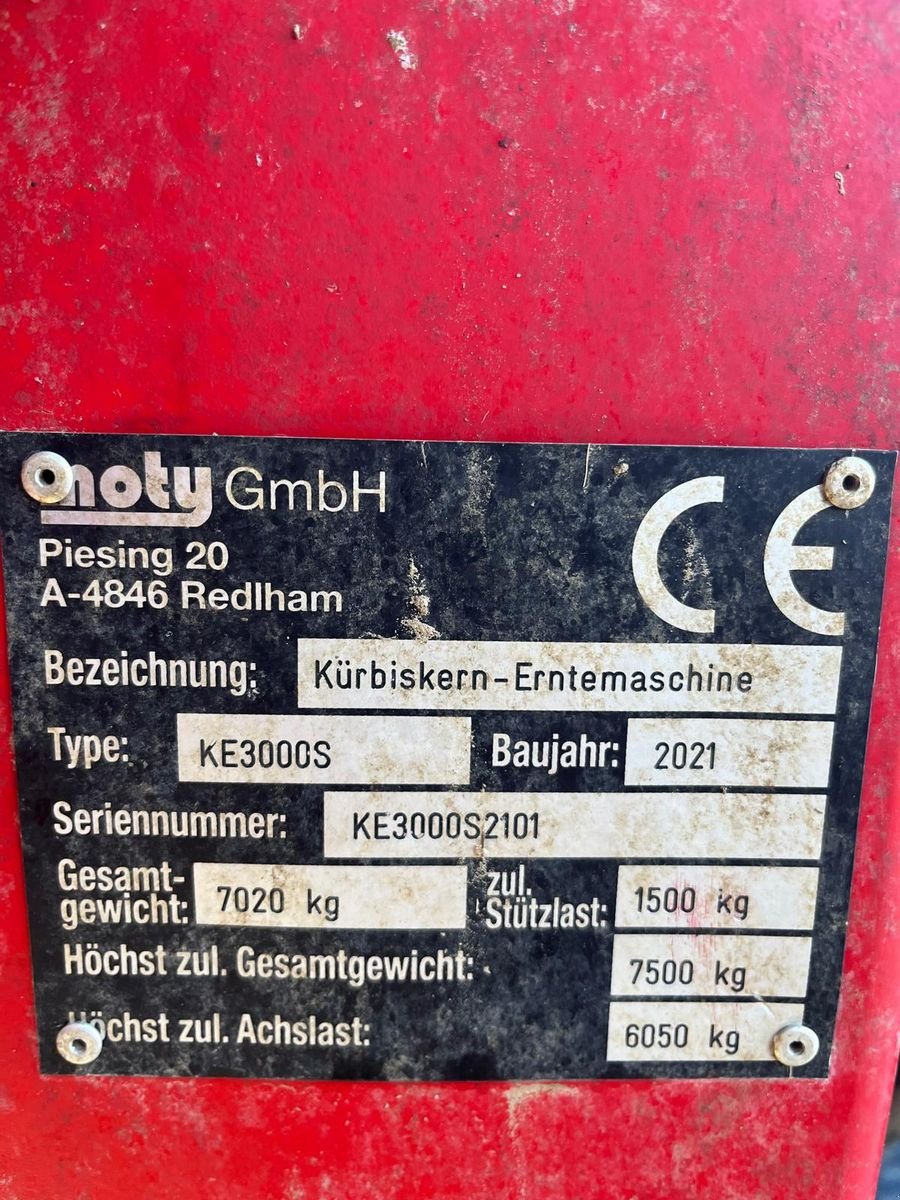 moty GmbH
Piesing 20
A-4846 Redlham
CE
Bezeichnung: Kürbiskern-Erntemaschine
Type: KE3000S Baujahr: 2021
Seriennummer: KE3000S2101
Gesamt-
gewicht: 7020 kg zul.
Stützlast: 1500 kg
Höchst zul. Gesamtgewicht: 7500 kg
Höchst zul. Achslast: 6050 kg